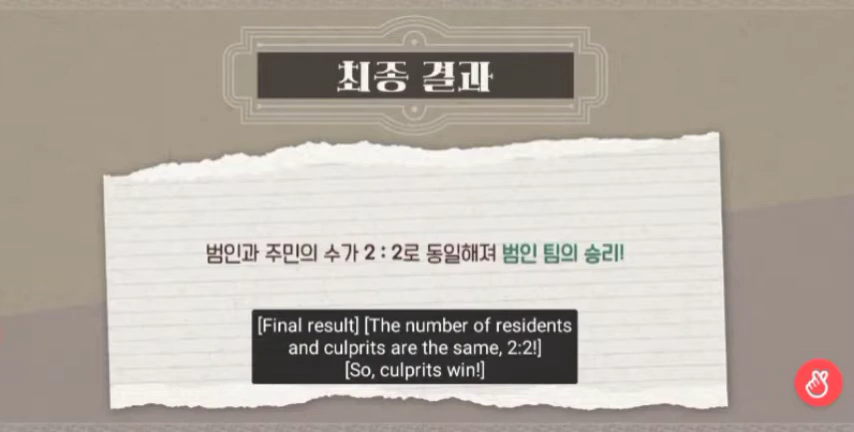 최종 결과
범인과 주민의 수가 2 : 2로 동일해져 범인 팀의 승리!
[Final result] [The number of residents
and culprits are the same, 2:2!]
[So, culprits win!]